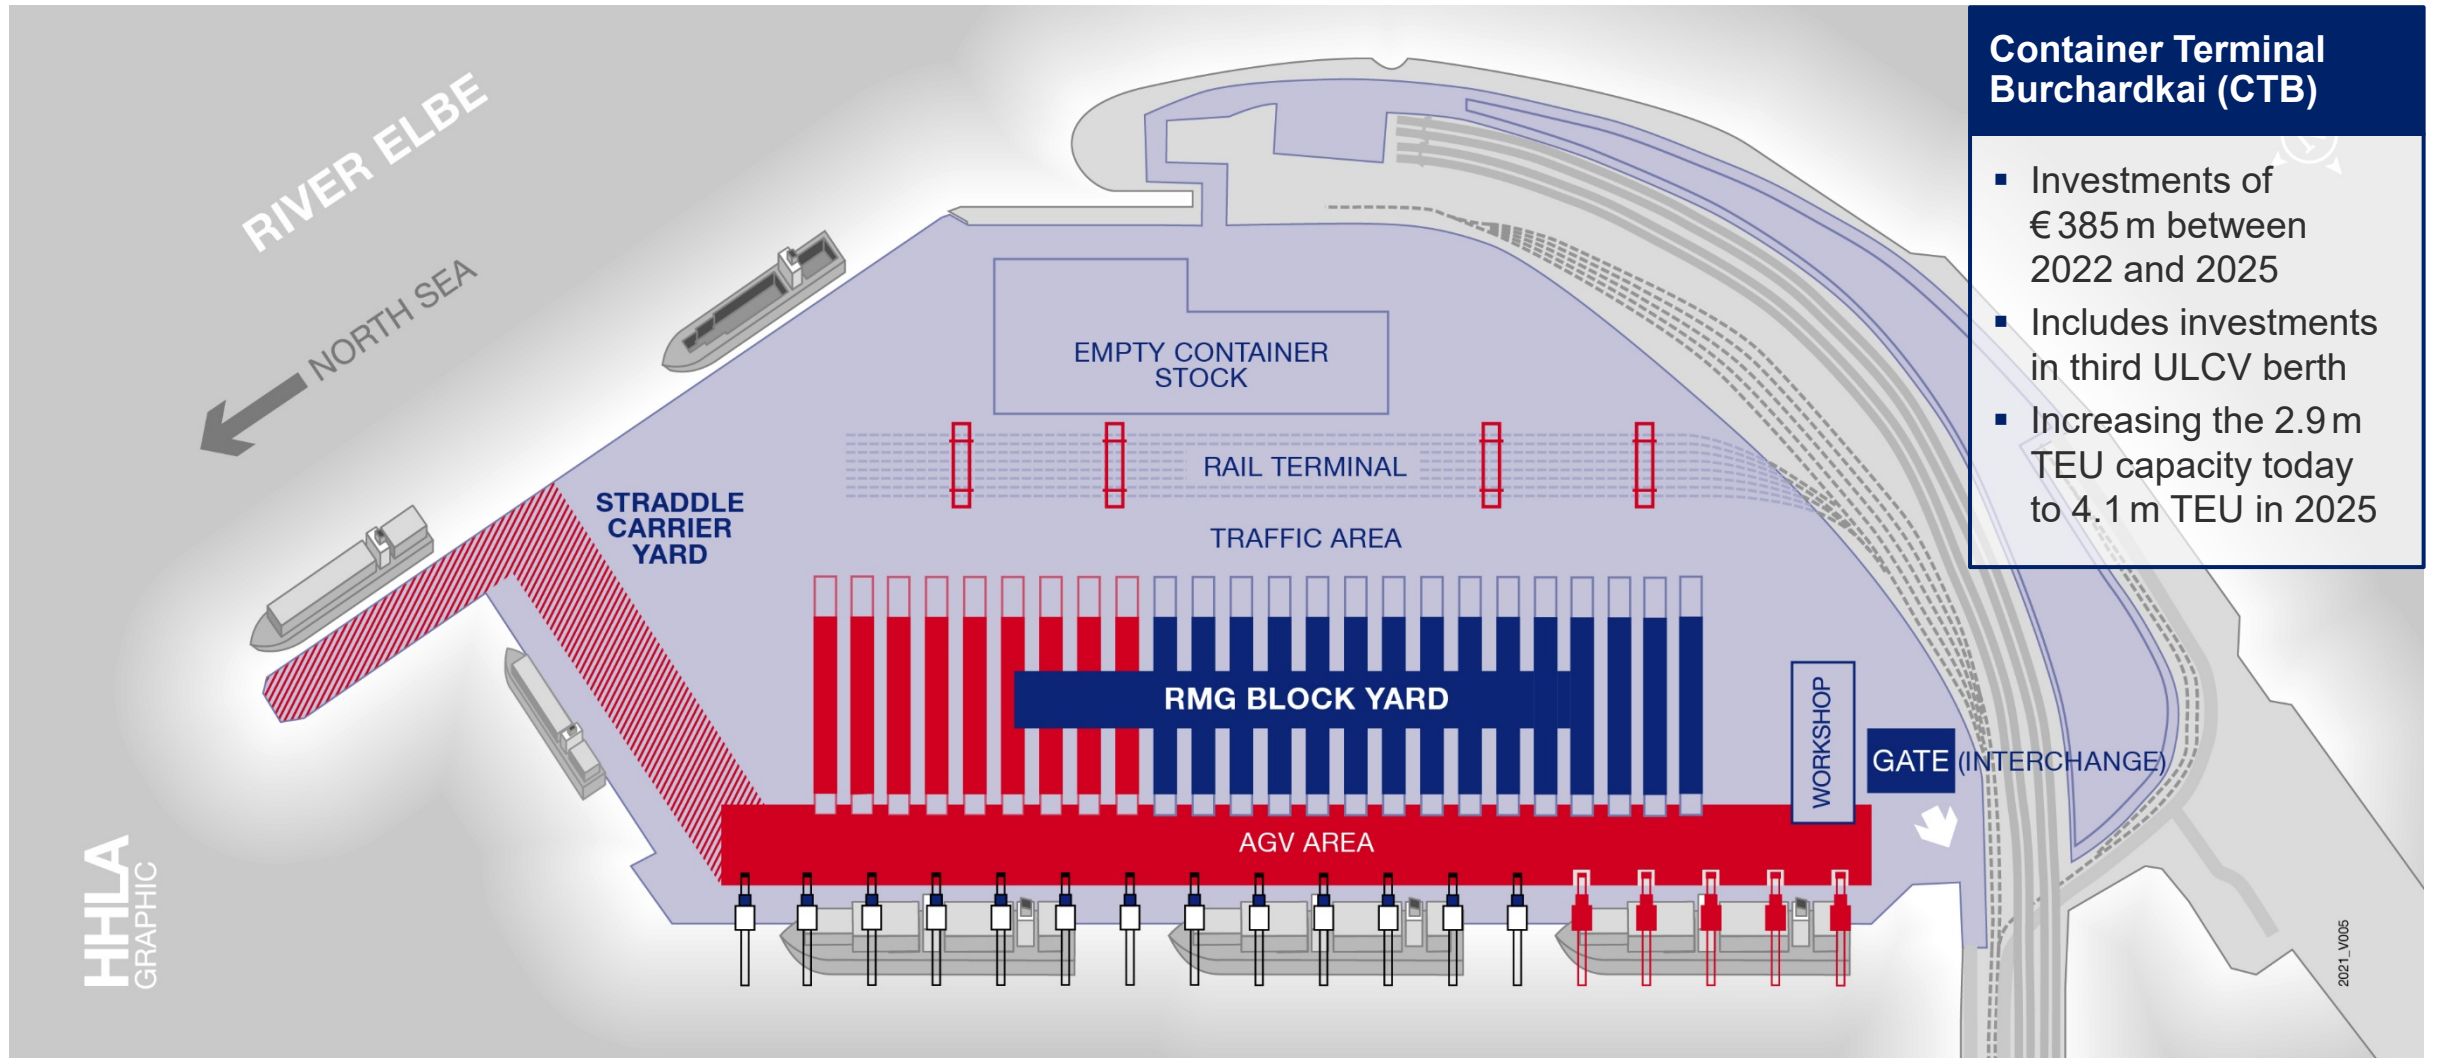 Container Terminal
Burchardkai (CTB)
▪ Investments of
€ 385 m between
2022 and 2025
▪ Includes investments
in third ULCV berth
▪ Increasing the 2.9 m
TEU capacity today
to 4.1 m TEU in 2025
RIVER ELBE
NORTH SEA
EMPTY CONTAINER
STOCK
RAIL TERMINAL
STRADDLE
CARRIER
YARD
TRAFFIC AREA
RMG BLOCK YARD
WORKSHOP
GATE (INTERCHANGE)
AGV AREA
HHLA
GRAPHIC
2021_V005